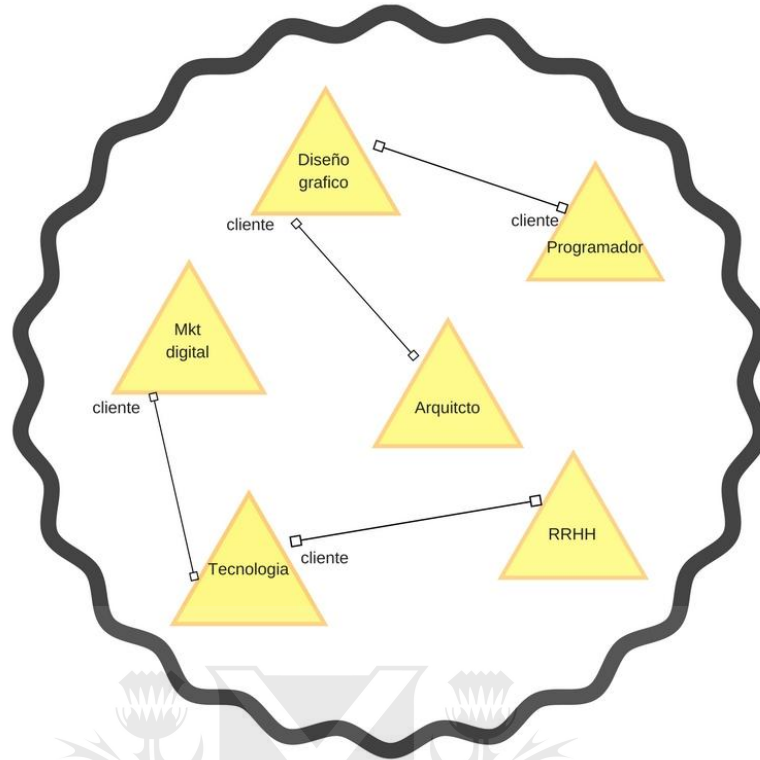 Diseño
grafico
cliente
cliente
Programador
Mkt
digital
cliente
Arquitcto
RRHH
cliente
Tecnologia